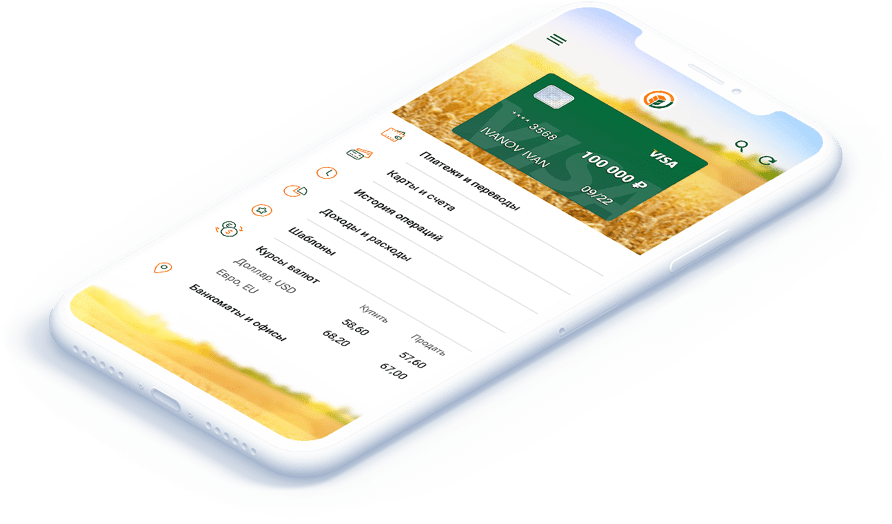 VISA
**** 3568
IVANOV IVAN
100 000 ₽
09/22
VISA
Платежи и переводы
Карты и счета
История операций
Доходы и расходы
Шаблоны
Курсы валют
Купить Продать
Доллар, USD 58,60 57,60
Евро, EU 68,20 67,00
Банкоматы и офисы